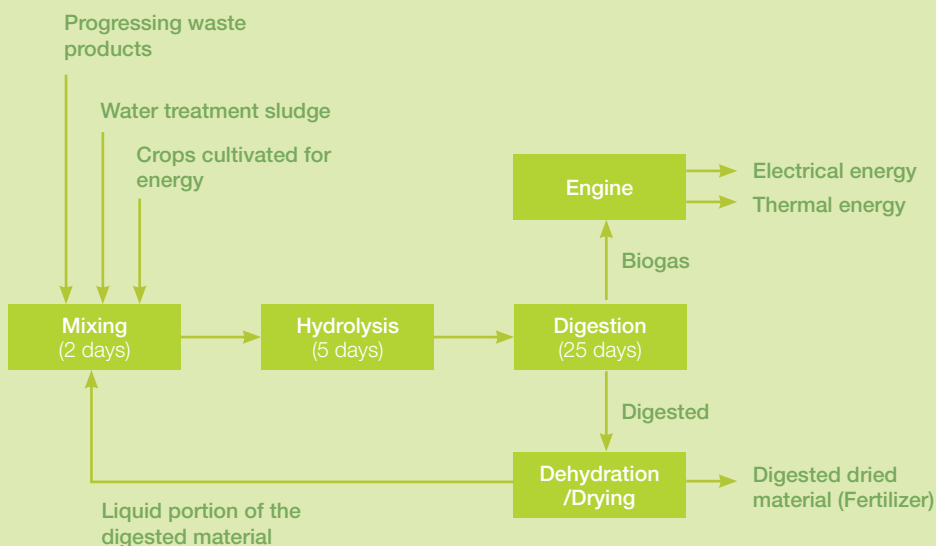 Progressing waste
products
Water treatment sludge
Crops cultivated for
energy
Engine
Electrical energy
Thermal energy
Biogas
Mixing
(2 days)
Hydrolysis
(5 days)
Digestion
(25 days)
Digested
Dehydration
/Drying
Digested dried
material (Fertilizer)
Liquid portion of the
digested material